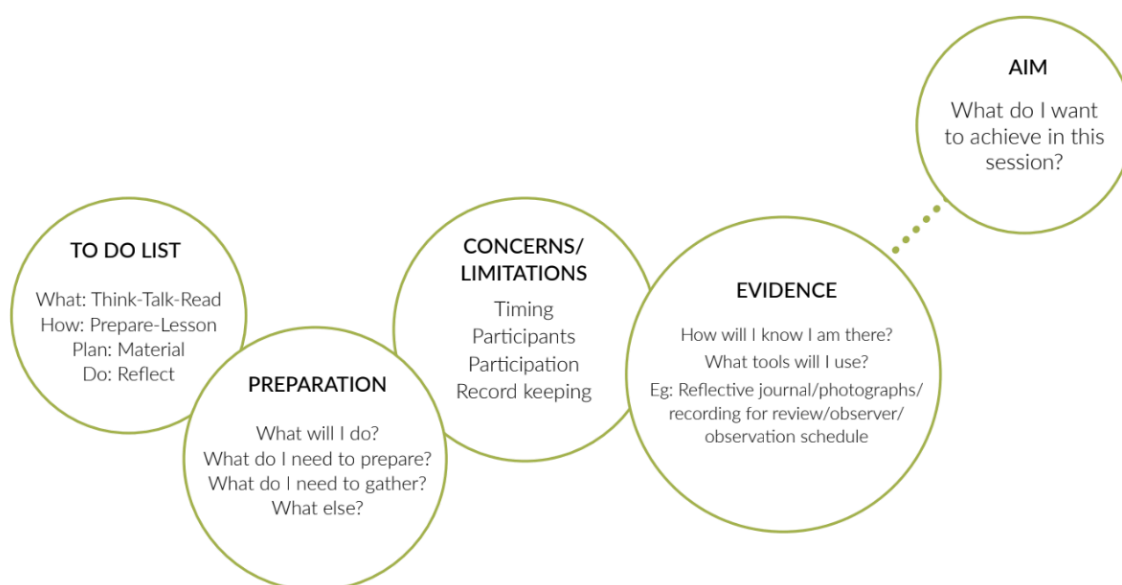 TO DO LIST
What: Think-Talk-Read
How: Prepare-Lesson
Plan: Material
Do: Reflect
PREPARATION
What will I do?
What do I need to prepare?
What do I need to gather?
What else?
CONCERNS/
LIMITATIONS
Timing
Participants
Participation
Record keeping
EVIDENCE
How will I know I am there?
What tools will I use?
Eg: Reflective journal/photographs/
recording for review/observer/
observation schedule
AIM
What do I want
to achieve in this
session?